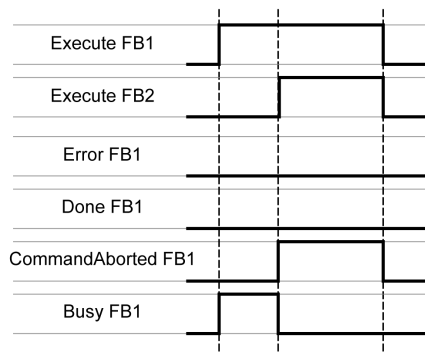 Execute FB1
Execute FB2
Error FB1
Done FB1
CommandAborted FB1
Busy FB1